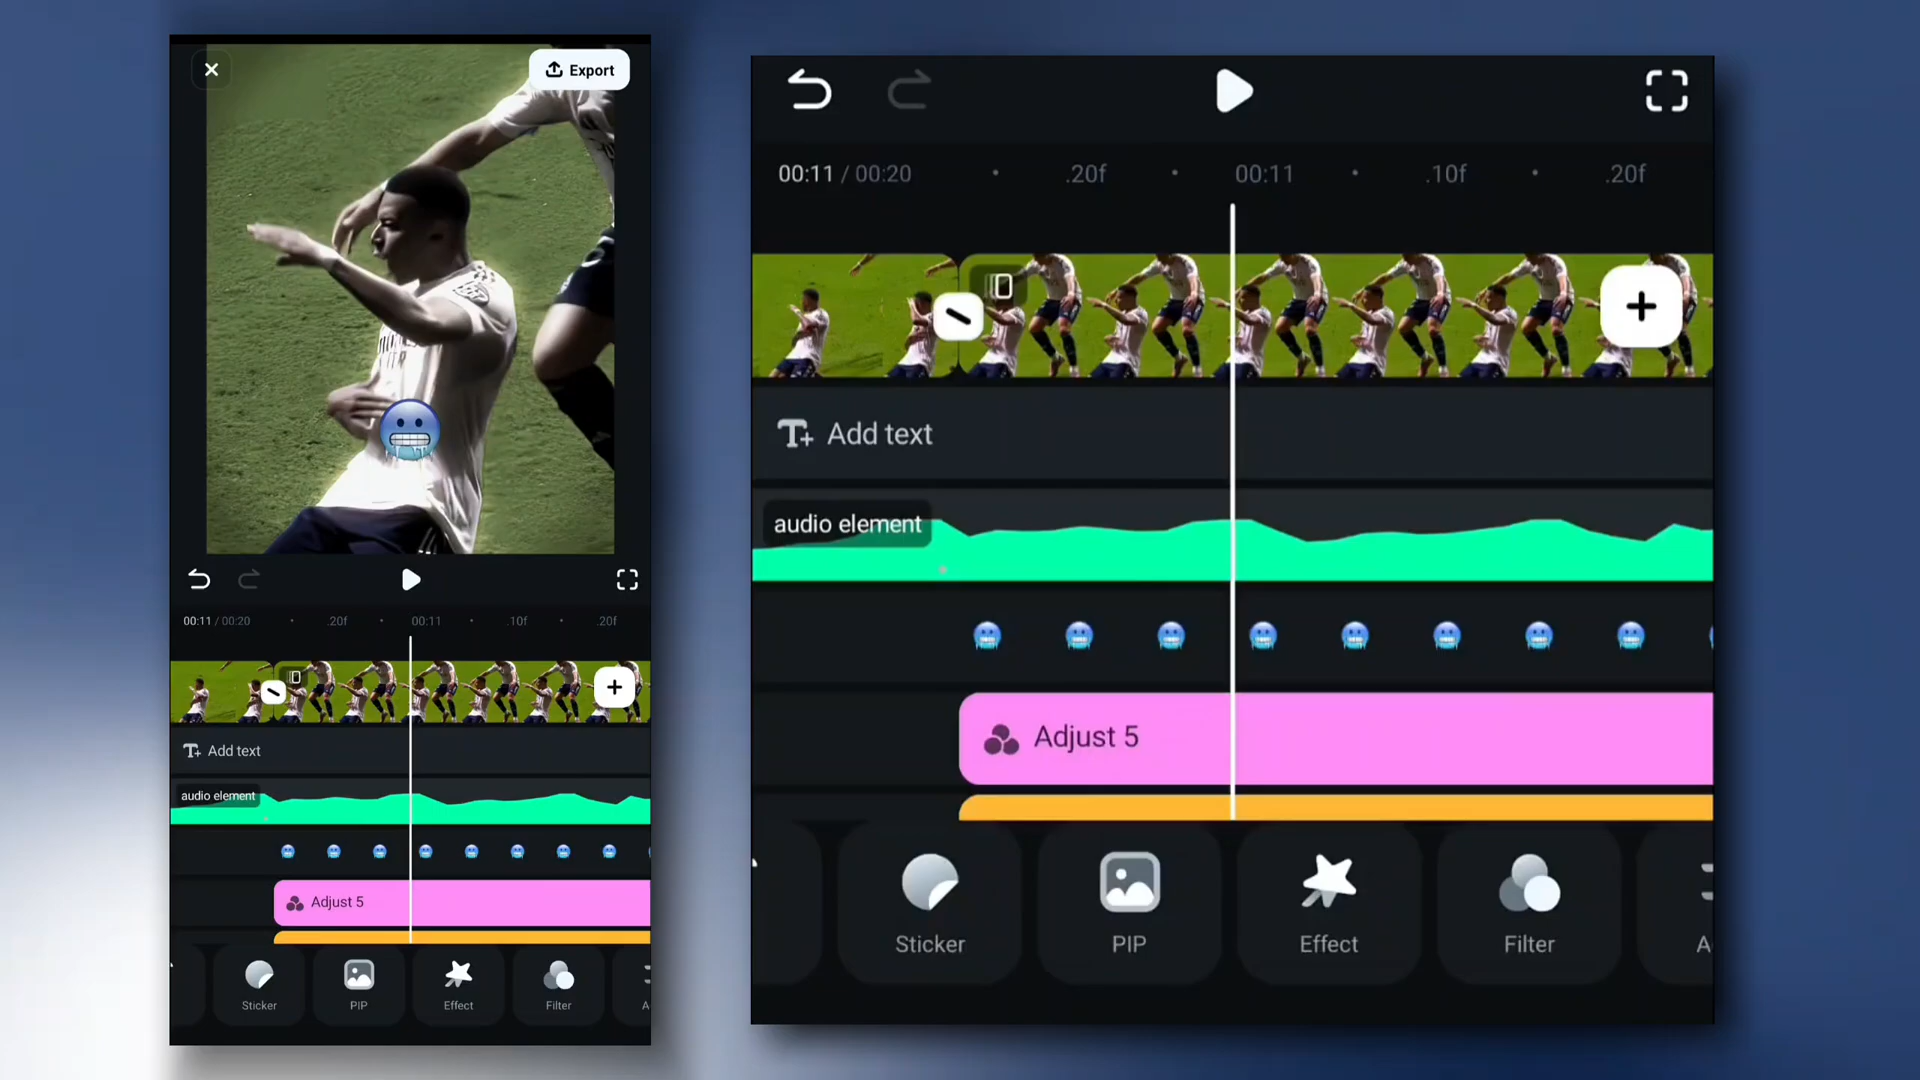 Export
00:11 / 00:20
.20f
00:11
.10f
.20f
Add text
audio element
Adjust 5
Sticker
PIP
Effect
Filter
A
00:11 / 00:20
.20f
00:11
.10f
.20f
Add text
audio element
Adjust 5
Sticker
PIP
Effect
Filter
A